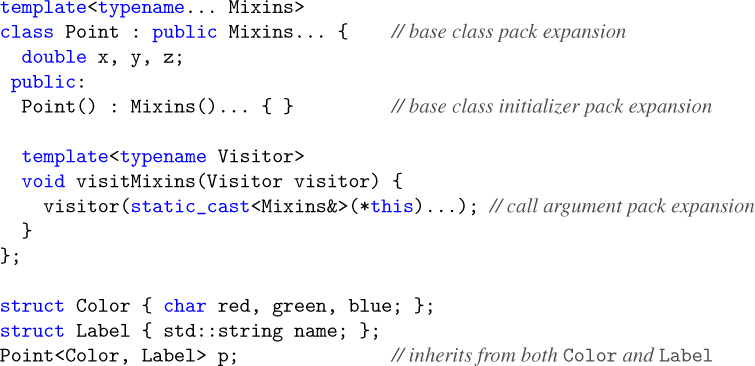 template<typename... Mixins>
class Point : public Mixins... {    // base class pack expansion
  double x, y, z;
 public:
  Point() : Mixins()... { }         // base class initializer pack expansion

  template<typename Visitor>
  void visitMixins(Visitor visitor) {
    visitor(static_cast<Mixins&>(*this)...); // call argument pack expansion
  }
};

struct Color { char red, green, blue; };
struct Label { std::string name; };
Point<Color, Label> p;              // inherits from both Color and Label